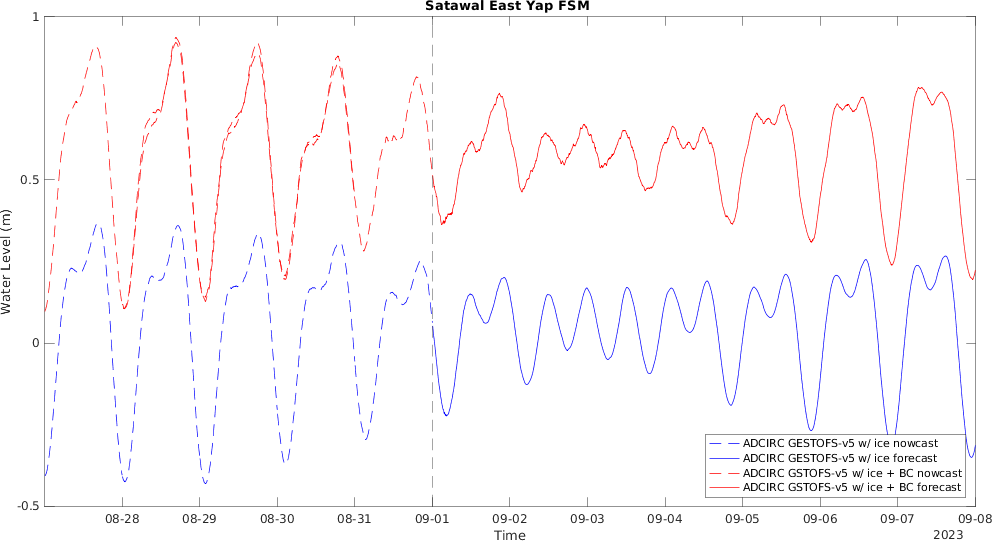 Satawal East Yap FSM
1
0.5
0
-0.5
Water Level (m)
ADCIRC GESTOFS-v5 w/ ice nowcast
ADCIRC GESTOFS-v5 w/ ice forecast
ADCIRC GSTOFS-v5 w/ ice + BC nowcast
ADCIRC GSTOFS-v5 w/ ice + BC forecast
08-28 08-29 08-30 08-31 09-01 09-02 09-03 09-04 09-05 09-06 09-07 09-08
Time
2023